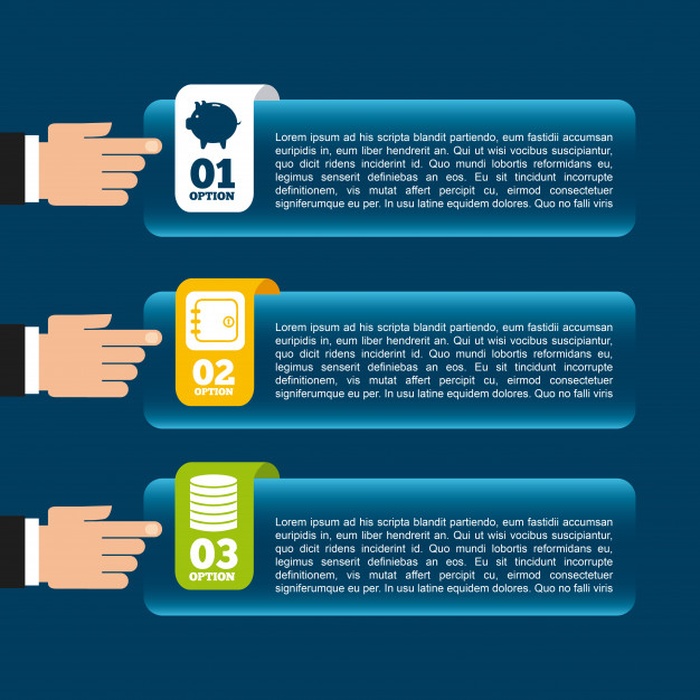 01
OPTION
Lorem ipsum ad his scripta blandit partiendo, eum fastidii accumsan
euripidis in, eum liber hendrerit an. Qui ut wisi vocibus suscipiantur,
quo dicit ridens inciderint id. Quo mundi lobortis reformidans eu,
legimus senserit definiebas an eos. Eu sit tincidunt incorrupte
definitionem, vis mutat affert percipit cu, eirmod consectetuer
signiferumque eu per. In usu latine equidem dolores. Quo no falli viris
02
OPTION
Lorem ipsum ad his scripta blandit partiendo, eum fastidii accumsan
euripidis in, eum liber hendrerit an. Qui ut wisi vocibus suscipiantur,
quo dicit ridens inciderint id. Quo mundi lobortis reformidans eu,
legimus senserit definiebas an eos. Eu sit tincidunt incorrupte
definitionem, vis mutat affert percipit cu, eirmod consectetuer
signiferumque eu per. In usu latine equidem dolores. Quo no falli viris
03
OPTION
Lorem ipsum ad his scripta blandit partiendo, eum fastidii accumsan
euripidis in, eum liber hendrerit an. Qui ut wisi vocibus suscipiantur,
quo dicit ridens inciderint id. Quo mundi lobortis reformidans eu,
legimus senserit definiebas an eos. Eu sit tincidunt incorrupte
definitionem, vis mutat affert percipit cu, eirmod consectetuer
signiferumque eu per. In usu latine equidem dolores. Quo no falli viris